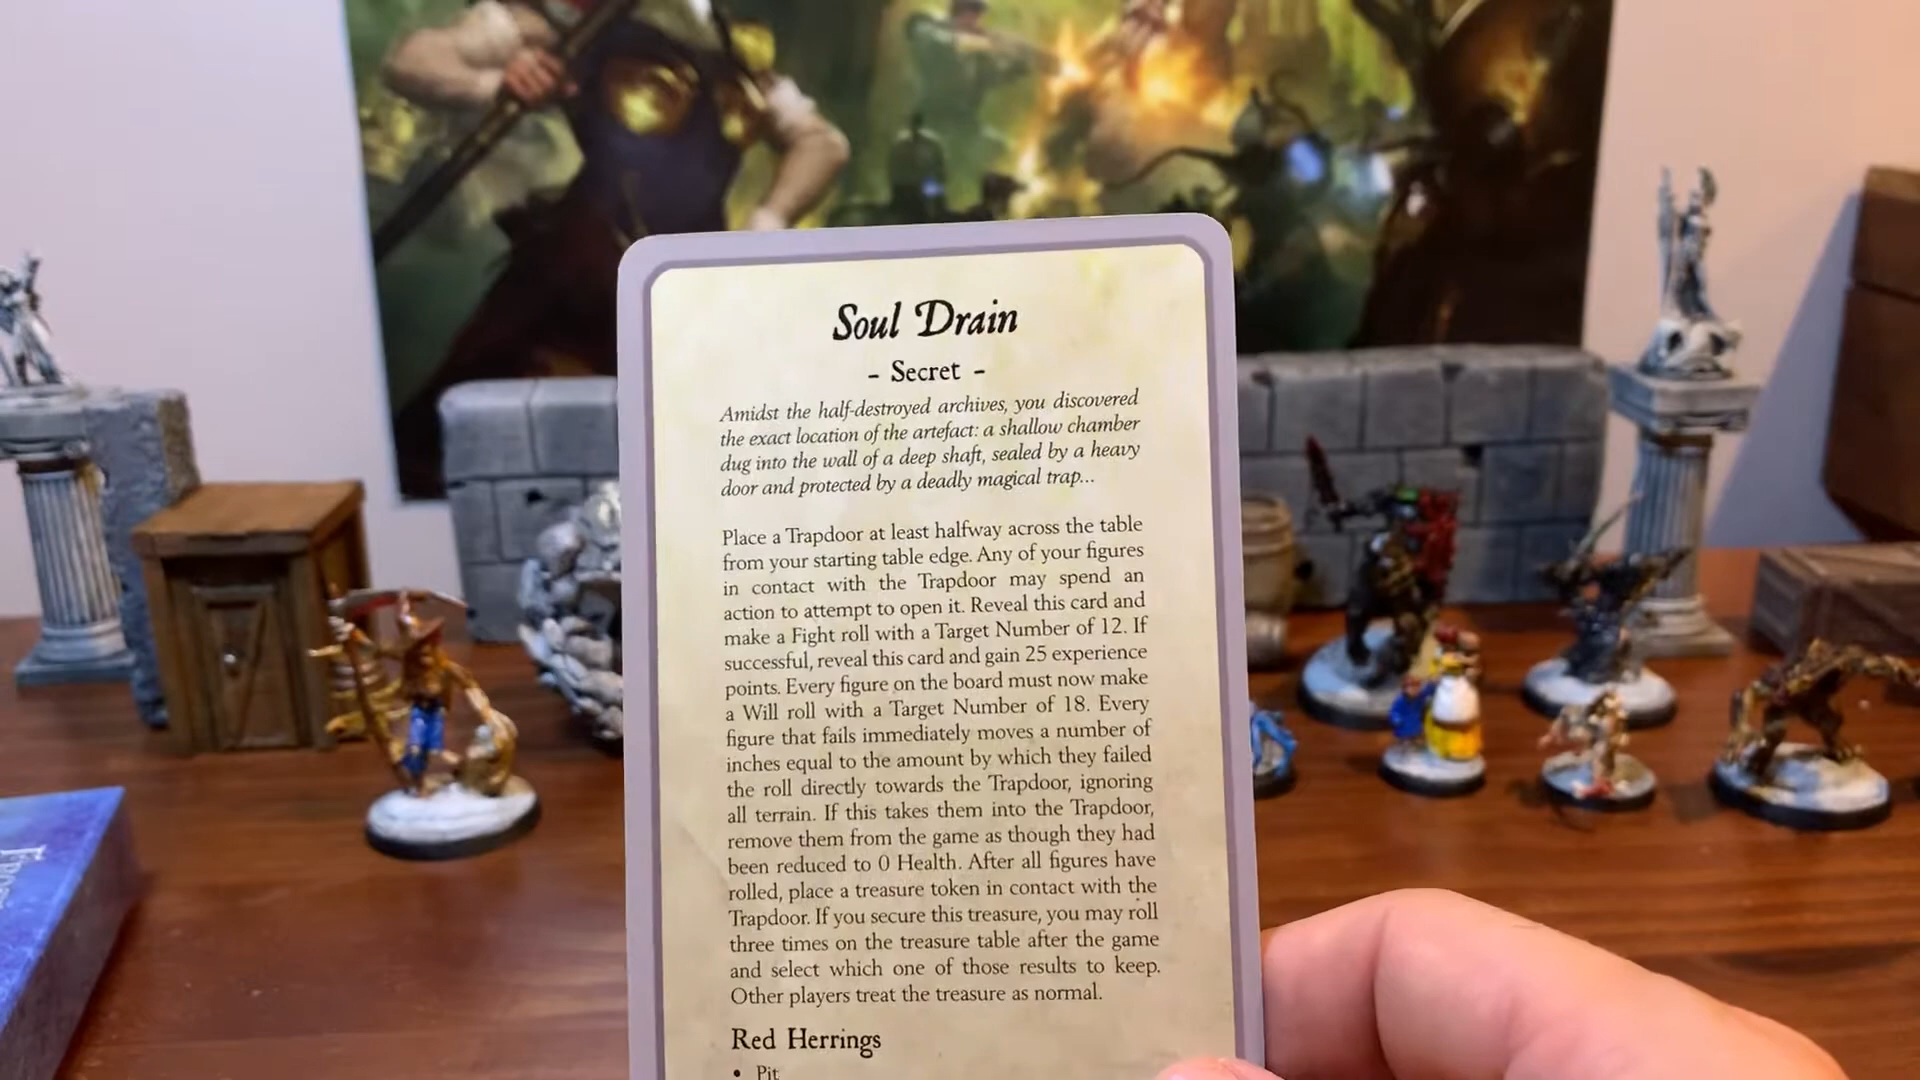 Soul Drain
- Secret -
Amidst the half-destroyed archives, you discovered
the exact location of the artefact: a shallow chamber
dug into the wall of a deep shaft, sealed by a heavy
door and protected by a deadly magical trap...
Place a Trapdoor at least halfway across the table
from your starting table edge. Any of your figures
in contact with the Trapdoor may spend an
action to attempt to open it. Reveal this card and
make a Fight roll with a Target Number of 12. If
successful, reveal this card and gain 25 experience
points. Every figure on the board must now make
a Will roll with a Target Number of 18. Every
figure that fails immediately moves a number of
inches equal to the amount by which they failed
the roll directly towards the Trapdoor, ignoring
all terrain. If this takes them into the Trapdoor,
remove them from the game as though they had
been reduced to 0 Health. After all figures have
rolled, place a treasure token in contact with the
Trapdoor. If you secure this treasure, you may roll
three times on the treasure table after the game
and select which one of those results to keep.
Other players treat the treasure as normal.
Red Herrings
• Pit